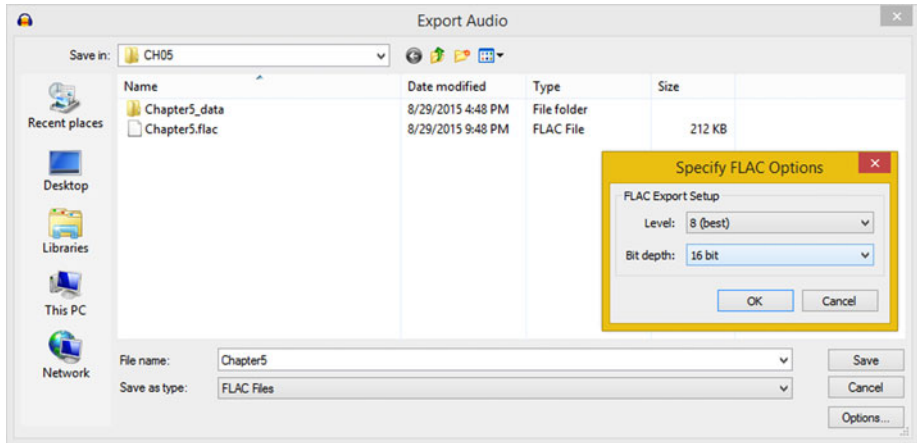 Export Audio
Save in: CH05
Name Date modified Type Size
Chapter5_data 8/29/2015 4:48 PM File folder
Chapter5.flac 8/29/2015 9:48 PM FLAC File 212 KB
Recent places
Desktop
Libraries
This PC
Network
Specify FLAC Options
FLAC Export Setup
Level: 8 (best)
Bit depth: 16 bit
OK Cancel
File name: Chapter5 Save
Save as type: FLAC Files Cancel
Options...